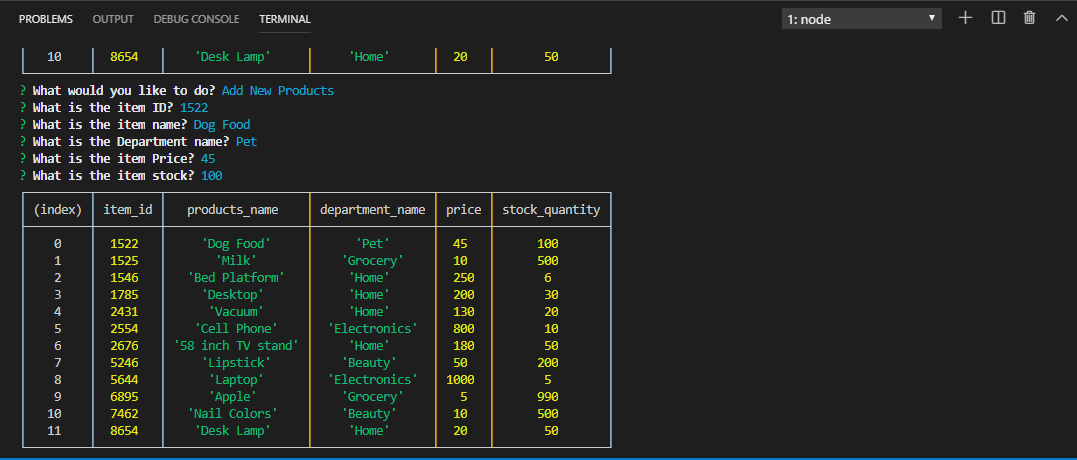 PROBLEMS OUTPUT DEBUG CONSOLE TERMINAL 1: node
10 8654 'Desk Lamp' 'Home' 20 50
? What would you like to do? Add New Products
? What is the item ID? 1522
? What is the item name? Dog Food
? What is the Department name? Pet
? What is the item Price? 45
? What is the item stock? 100
(index) item_id products_name department_name price stock_quantity
0 1522 'Dog Food' 'Pet' 45 100
1 1525 'Milk' 'Grocery' 10 500
2 1546 'Bed Platform' 'Home' 250 6
3 1785 'Desktop' 'Home' 200 30
4 2431 'Vacuum' 'Home' 130 20
5 2554 'Cell Phone' 'Electronics' 800 10
6 2676 '58 inch TV stand' 'Home' 180 50
7 5246 'Lipstick' 'Beauty' 50 200
8 5644 'Laptop' 'Electronics' 1000 5
9 6895 'Apple' 'Grocery' 5 990
10 7462 'Nail Colors' 'Beauty' 10 500
11 8654 'Desk Lamp' 'Home' 20 50